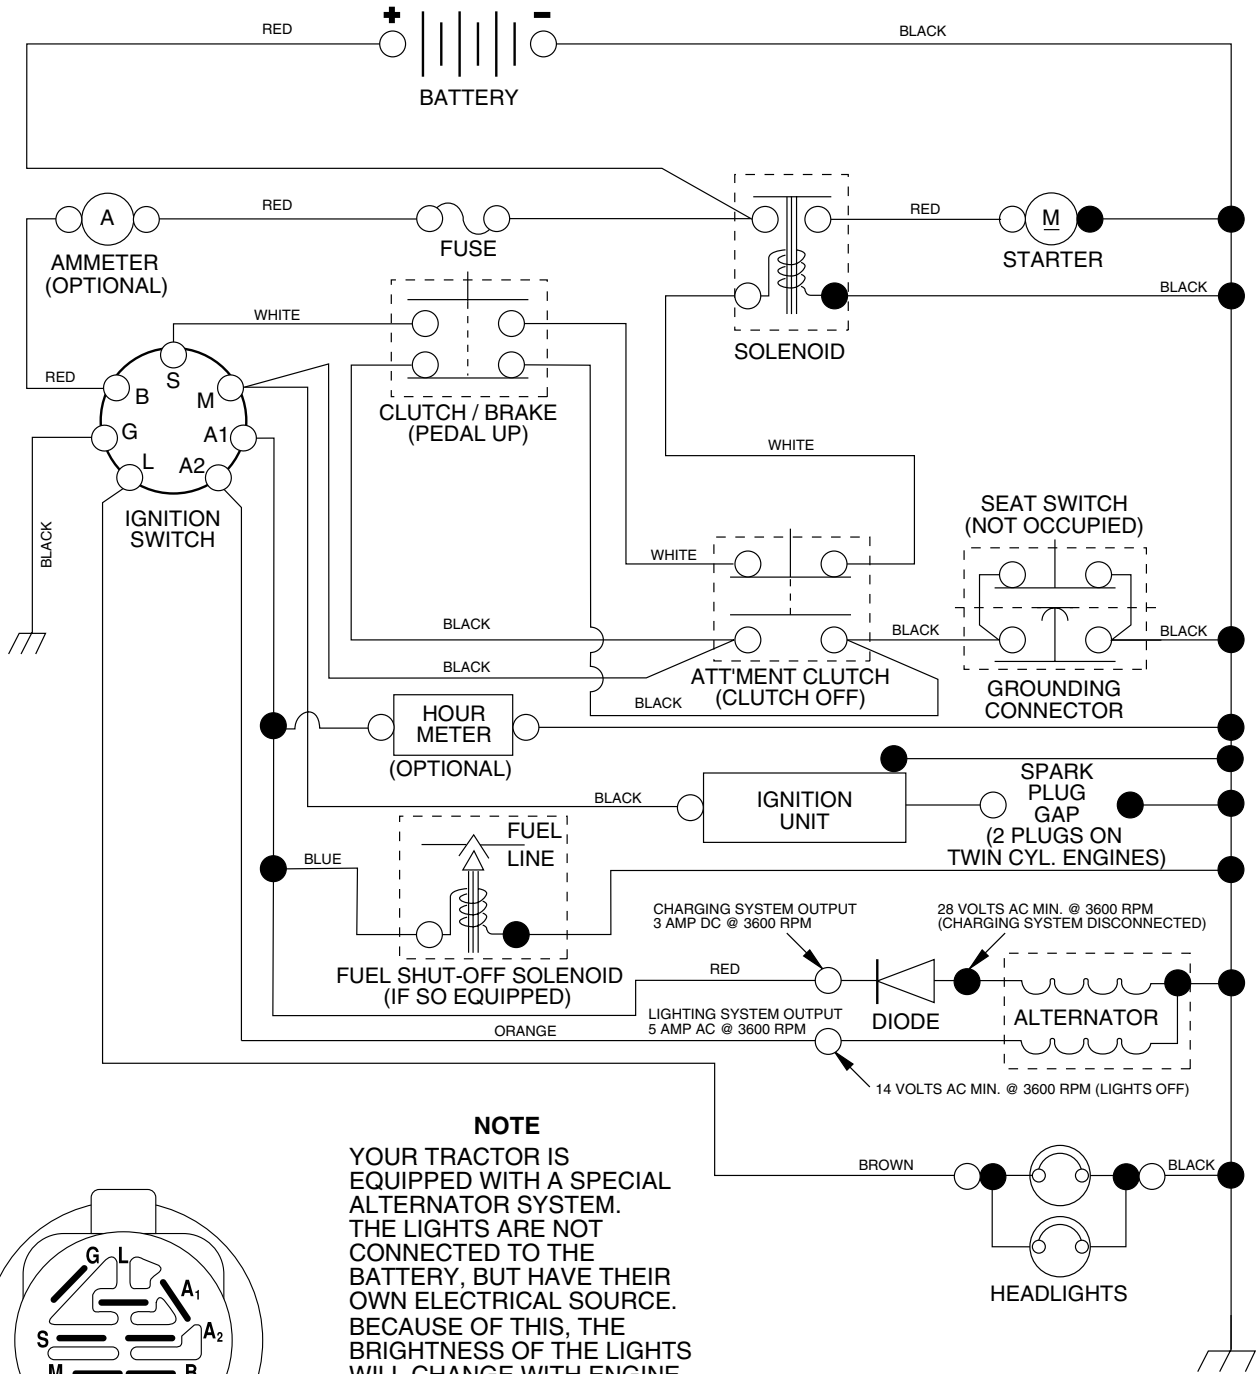 +
-
RED
BLACK
BATTERY
A
RED
FUSE
RED
M
AMMETER
(OPTIONAL)
STARTER
BLACK
WHITE
SOLENOID
RED
S
B
M
G
A1
L
A2
CLUTCH / BRAKE
(PEDAL UP)
WHITE
IGNITION
SWITCH
BLACK
SEAT SWITCH
(NOT OCCUPIED)
WHITE
BLACK
BLACK
BLACK
BLACK
ATT'MENT CLUTCH
(CLUTCH OFF)
GROUNDING
CONNECTOR
BLACK
HOUR
METER
(OPTIONAL)
BLACK
IGNITION
UNIT
SPARK
PLUG
GAP
(2 PLUGS ON
TWIN CYL. ENGINES)
FUEL
LINE
BLUE
CHARGING SYSTEM OUTPUT
3 AMP DC @ 3600 RPM
28 VOLTS AC MIN. @ 3600 RPM
(CHARGING SYSTEM DISCONNECTED)
FUEL SHUT-OFF SOLENOID
(IF SO EQUIPPED)
RED
DIODE
ALTERNATOR
LIGHTING SYSTEM OUTPUT
5 AMP AC @ 3600 RPM
ORANGE
14 VOLTS AC MIN. @ 3600 RPM (LIGHTS OFF)
NOTE
YOUR TRACTOR IS
EQUIPPED WITH A SPECIAL
ALTERNATOR SYSTEM.
THE LIGHTS ARE NOT
CONNECTED TO THE
BATTERY, BUT HAVE THEIR
OWN ELECTRICAL SOURCE.
BECAUSE OF THIS, THE
BRIGHTNESS OF THE LIGHTS
WILL CHANGE WITH ENGINE
BROWN
BLACK
HEADLIGHTS
G
L
A1
S
A2
M
B